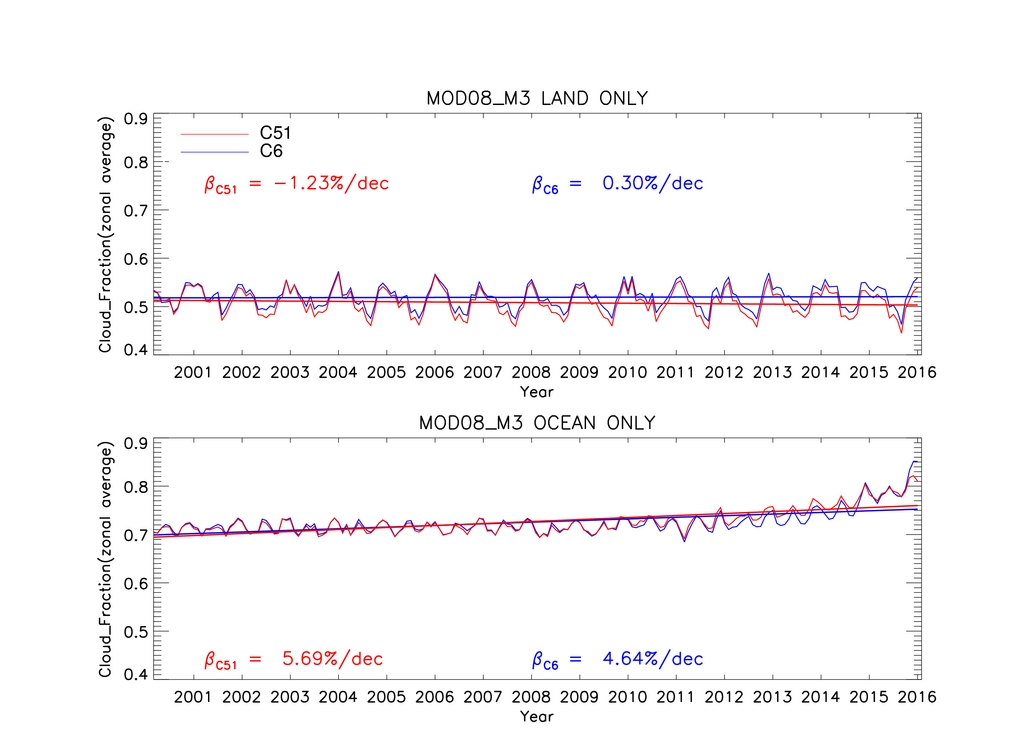 MOD08_M3 LAND ONLY
Cloud_Fraction(zonal average)
0.9
0.8
0.7
0.6
0.5
0.4
C51
C6
βC51 = −1.23%/dec
βC6 = 0.30%/dec
2001 2002 2003 2004 2005 2006 2007 2008 2009 2010 2011 2012 2013 2014 2015 2016
Year
MOD08_M3 OCEAN ONLY
Cloud_Fraction(zonal average)
0.9
0.8
0.7
0.6
0.5
0.4
βC51 = 5.69%/dec
βC6 = 4.64%/dec
2001 2002 2003 2004 2005 2006 2007 2008 2009 2010 2011 2012 2013 2014 2015 2016
Year